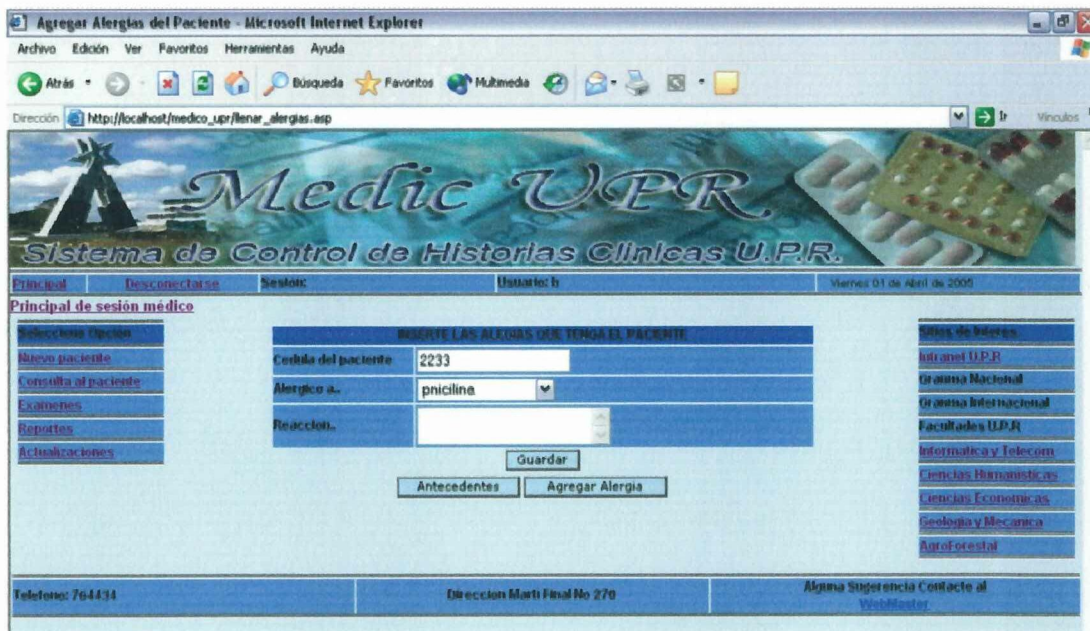 Agregar Alergias del Paciente - Microsoft Internet Explorer
Archivo Edición Ver Favoritos Herramientas Ayuda
Atrás Búsqueda Favoritos Multimedia
Dirección http://localhost/medico_upr/llenar_alergias.asp Ir Vínculos
Medic UPR
Sistema de Control de Historias Clinicas U.P.R.
Principal Desconectarse Sesión: Usuario: h Viernes 01 de Abril de 2005
Principal de sesión médico
Seleccione Opción
Nuevo paciente
Consulta al paciente
Examenes
Reportes
Actualizaciones
INSERTE LAS ALEGIAS QUE TENGA EL PACIENTE
Cedula del paciente 2233
Alergico a.. pnicilina
Reaccion..
Guardar
Antecedentes Agregar Alergia
Sitios de Interes
Intranet U.P.R
Granma Nacional
Granma Internacional
Facultades U.P.R
Informatica y Telecom
Ciencias Humanisticas
Ciencias Economicas
Geologia y Mecanica
AgroForestal
Telefono: 764434 Direccion Marti Final No 270 Alguna Sugerencia Contacte al
WebMaster